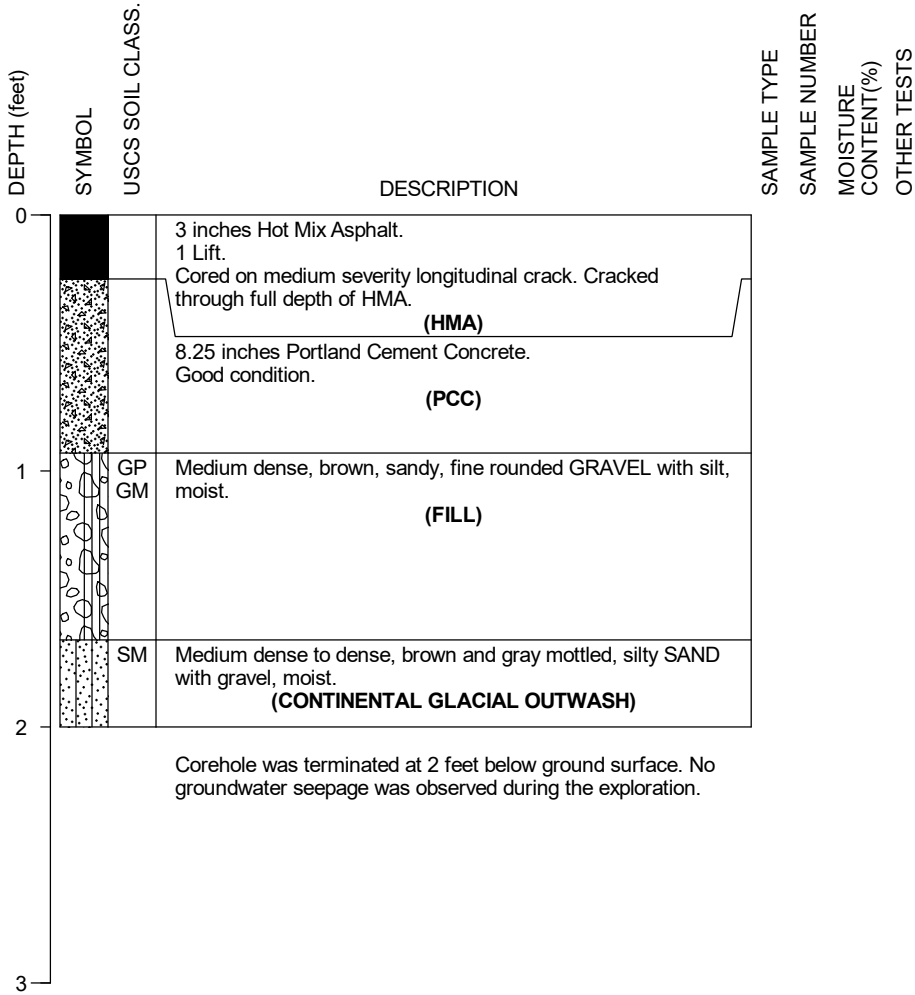 DEPTH (feet)
SYMBOL
USCS SOIL CLASS.
DESCRIPTION
SAMPLE TYPE
SAMPLE NUMBER
MOISTURE
CONTENT(%)
OTHER TESTS
0
3 inches Hot Mix Asphalt.
1 Lift.
Cored on medium severity longitudinal crack. Cracked
through full depth of HMA.
(HMA)
8.25 inches Portland Cement Concrete.
Good condition.
(PCC)
1
GP
GM
Medium dense, brown, sandy, fine rounded GRAVEL with silt,
moist.
(FILL)
SM
Medium dense to dense, brown and gray mottled, silty SAND
with gravel, moist.
(CONTINENTAL GLACIAL OUTWASH)
2
Corehole was terminated at 2 feet below ground surface. No
groundwater seepage was observed during the exploration.
3